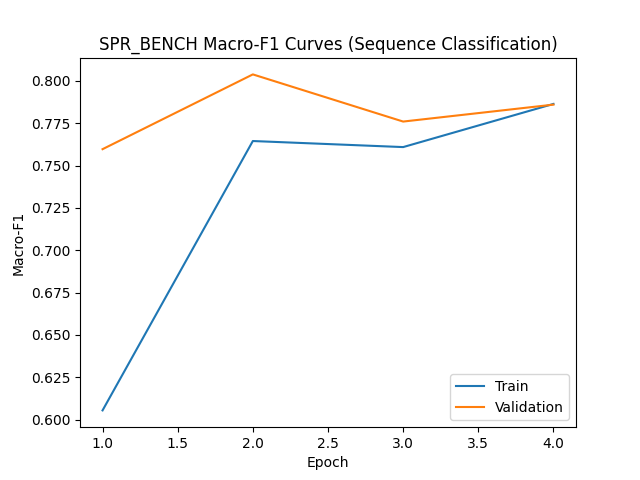 SPR_BENCH Macro-F1 Curves (Sequence Classification)
0.800
0.775
0.750
0.725
0.700
0.675
0.650
0.625
0.600
Macro-F1
1.0 1.5 2.0 2.5 3.0 3.5 4.0
Epoch
Train
Validation